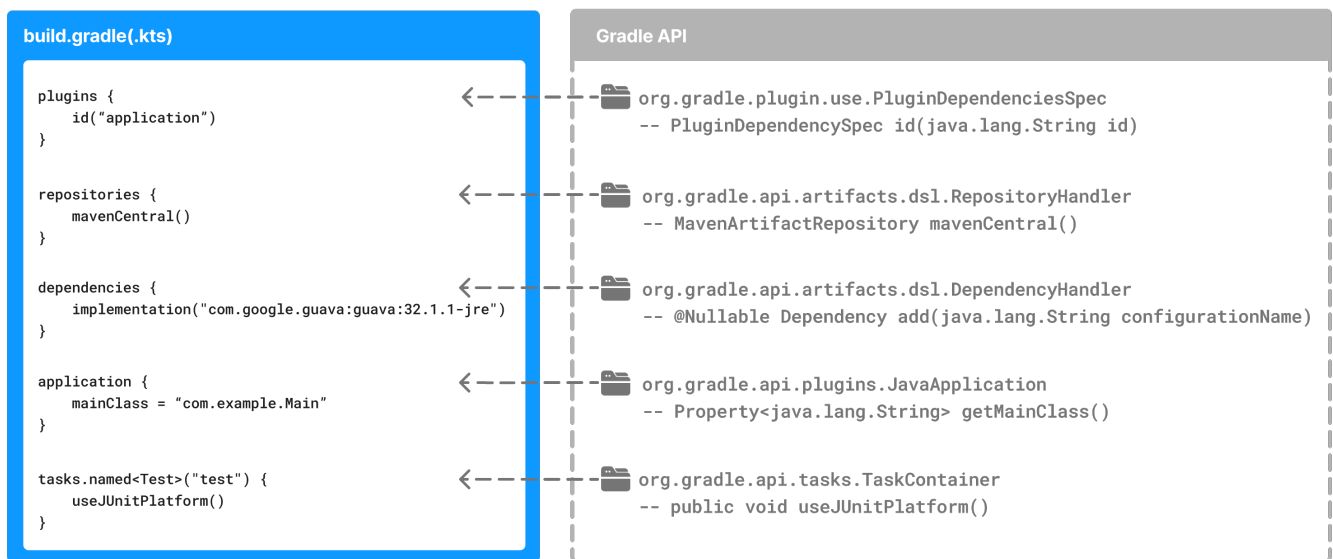 build.gradle(.kts)
plugins {
id(“application”)
}
repositories {
mavenCentral()
}
dependencies {
implementation("com.google.guava:guava:32.1.1-jre")
}
application {
mainClass = “com.example.Main”
}
tasks.named<Test>("test") {
useJUnitPlatform()
}
Gradle API
org.gradle.plugin.use.PluginDependenciesSpec
-- PluginDependencySpec id(java.lang.String id)
org.gradle.api.artifacts.dsl.RepositoryHandler
-- MavenArtifactRepository mavenCentral()
org.gradle.api.artifacts.dsl.DependencyHandler
-- @Nullable Dependency add(java.lang.String configurationName)
org.gradle.api.plugins.JavaApplication
-- Property<java.lang.String> getMainClass()
org.gradle.api.tasks.TaskContainer
-- public void useJUnitPlatform()